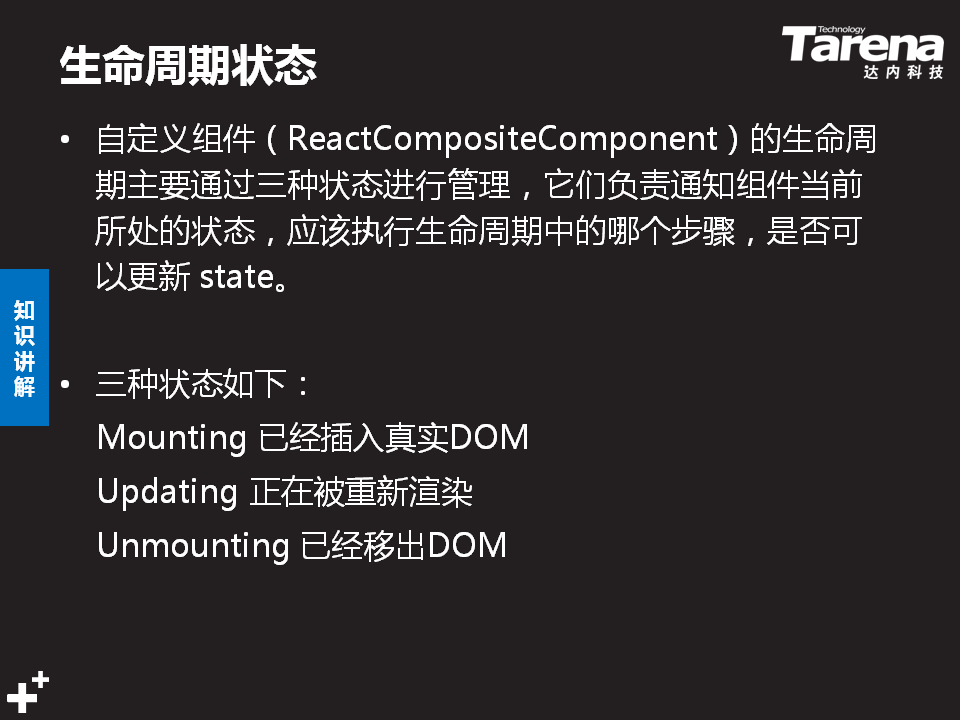 生命周期状态
Technology
Tarena
达内科技
• 自定义组件（ReactCompositeComponent）的生命周
期主要通过三种状态进行管理，它们负责通知组件当前
所处的状态，应该执行生命周期中的哪个步骤，是否可
以更新 state。
知
识
讲
解
• 三种状态如下：
Mounting 已经插入真实DOM
Updating 正在被重新渲染
Unmounting 已经移出DOM